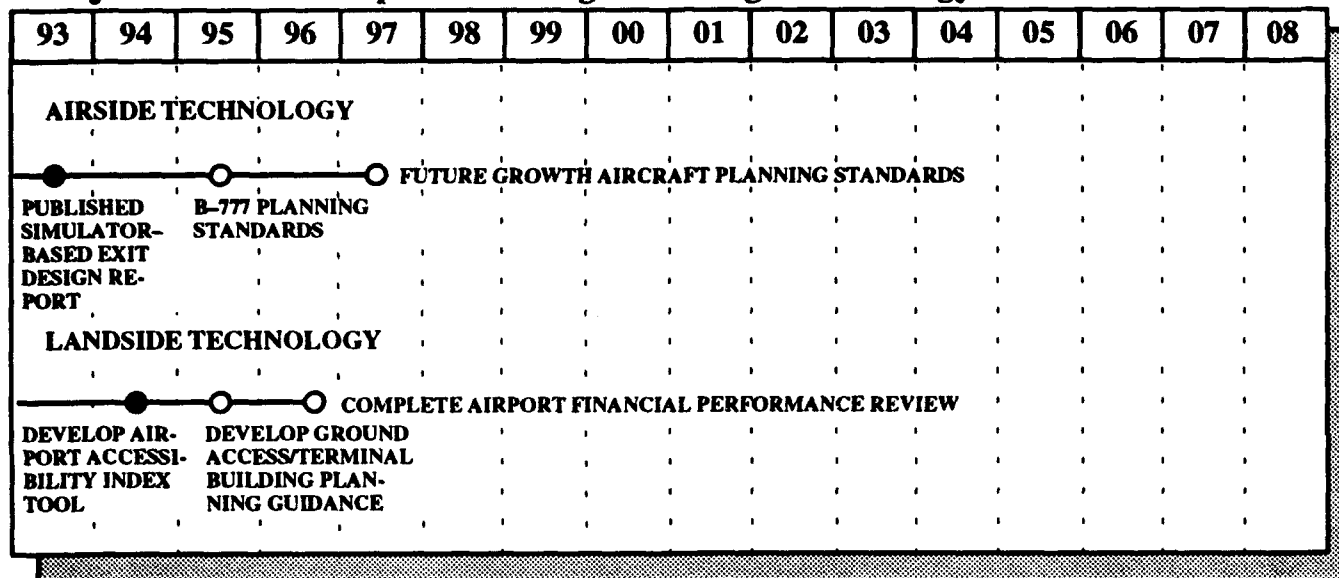 93 94 95 96 97 98 99 00 01 02 03 04 05 06 07 08
AIRSIDE TECHNOLOGY
FUTURE GROWTH AIRCRAFT PLANNING STANDARDS
PUBLISHED
SIMULATOR–
BASED EXIT
DESIGN RE-
PORT
B–777 PLANNING
STANDARDS
LANDSIDE TECHNOLOGY
COMPLETE AIRPORT FINANCIAL PERFORMANCE REVIEW
DEVELOP AIR-
PORT ACCESSI-
BILITY INDEX
TOOL
DEVELOP GROUND
ACCESS/TERMINAL
BUILDING PLAN-
NING GUIDANCE